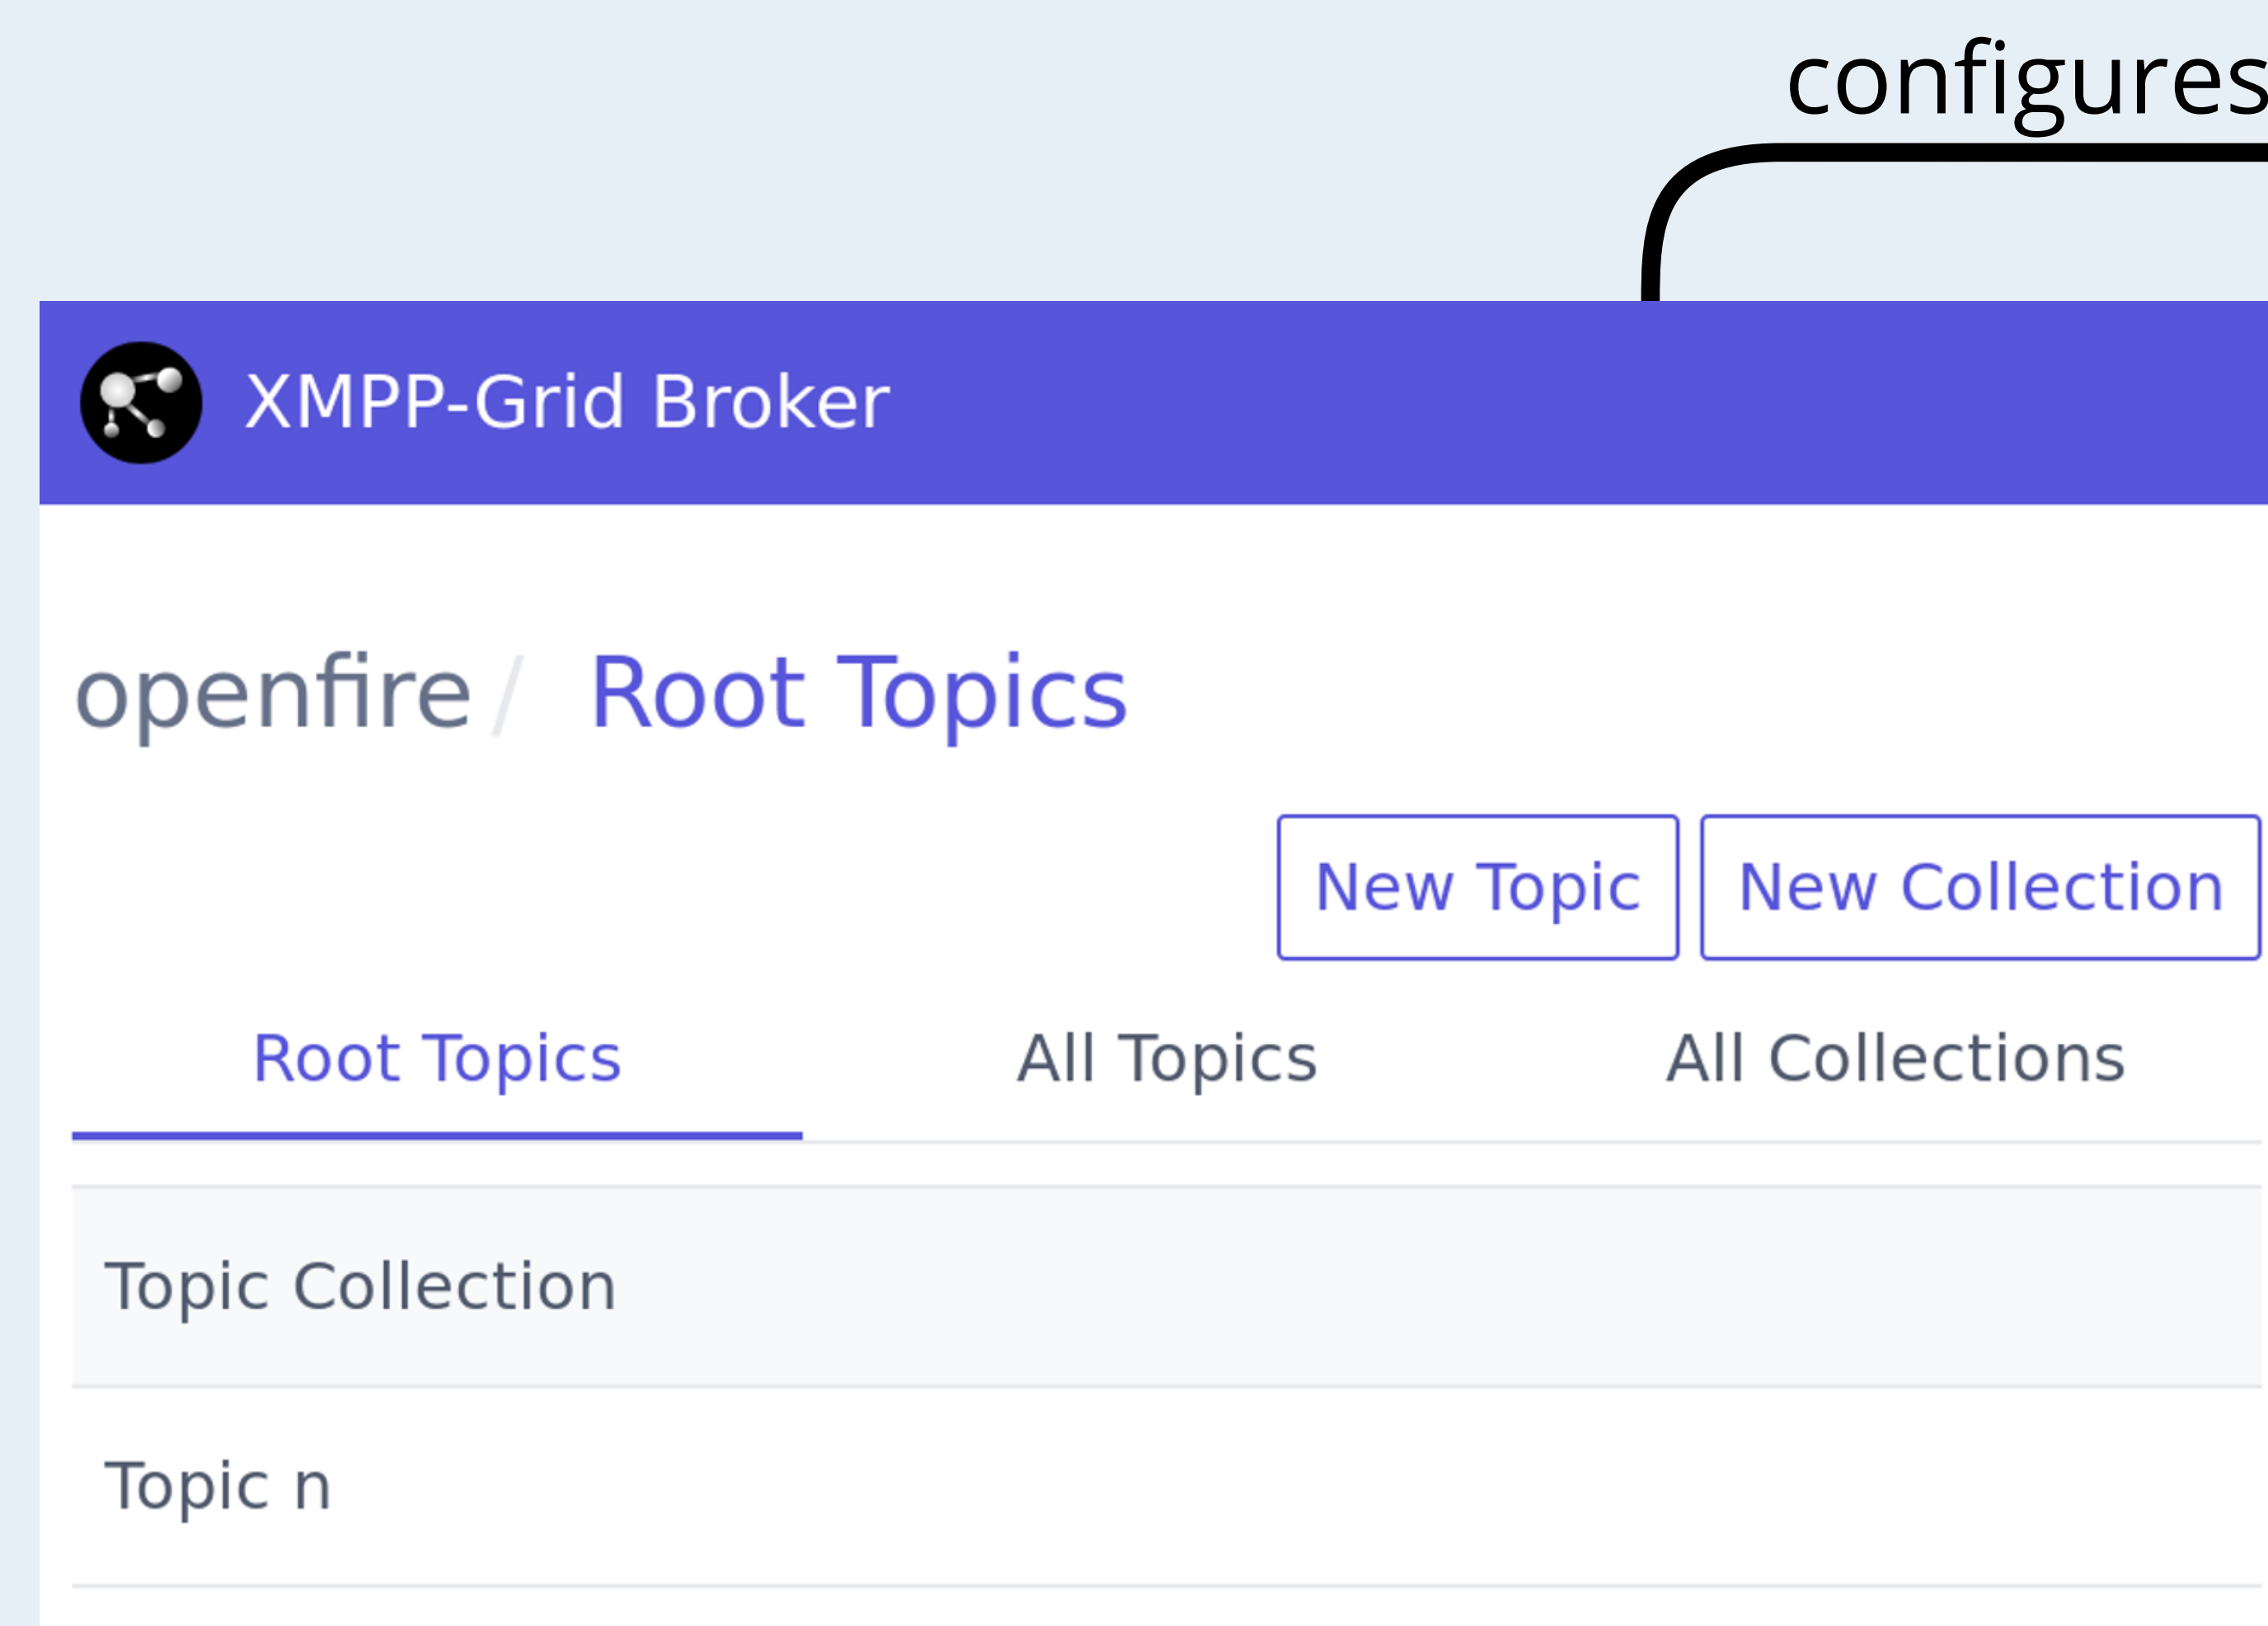 configures
XMPP-Grid Broker
openfire / Root Topics
New Topic New Collection
Root Topics All Topics All Collections
Topic Collection
Topic n